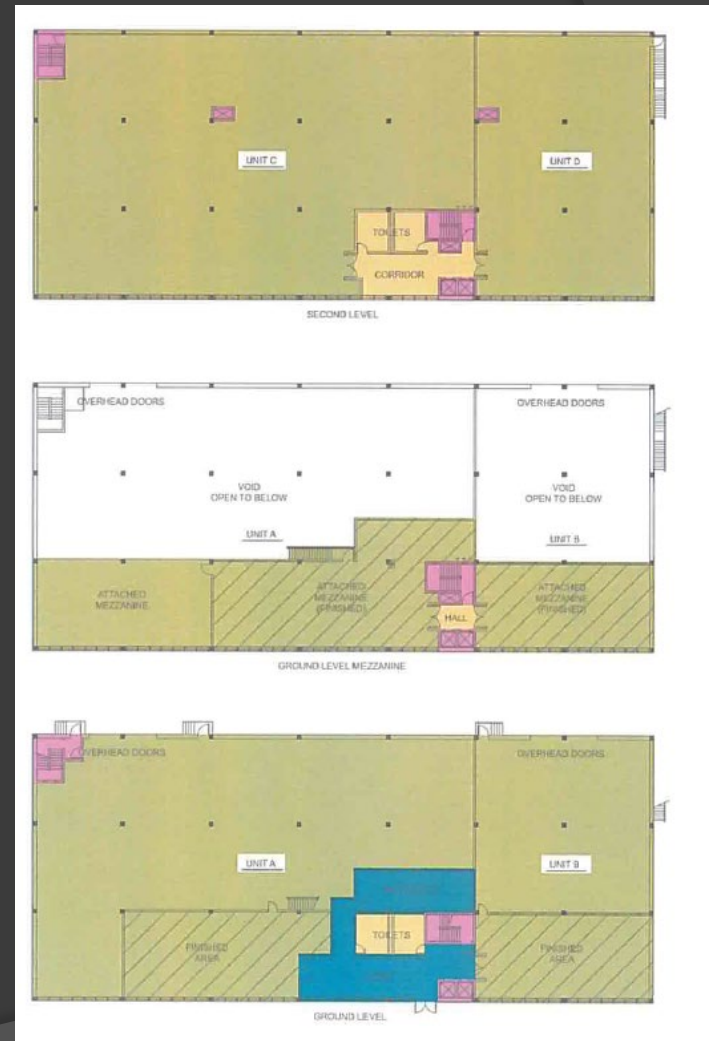 UNIT C
UNIT D
TOILETS
CORRIDOR
SECOND LEVEL
OVERHEAD DOORS
OVERHEAD DOORS
VOID
OPEN TO BELOW
VOID
OPEN TO BELOW
UNIT A
UNIT B
ATTACHED
MEZZANINE
ATTACHED
MEZZANINE
(FINISHED)
ATTACHED
MEZZANINE
(FINISHED)
HALL
GROUND LEVEL MEZZANINE
OVERHEAD DOORS
OVERHEAD DOORS
UNIT A
UNIT B
TOILETS
FINISHED
AREA
FINISHED
AREA
GROUND LEVEL